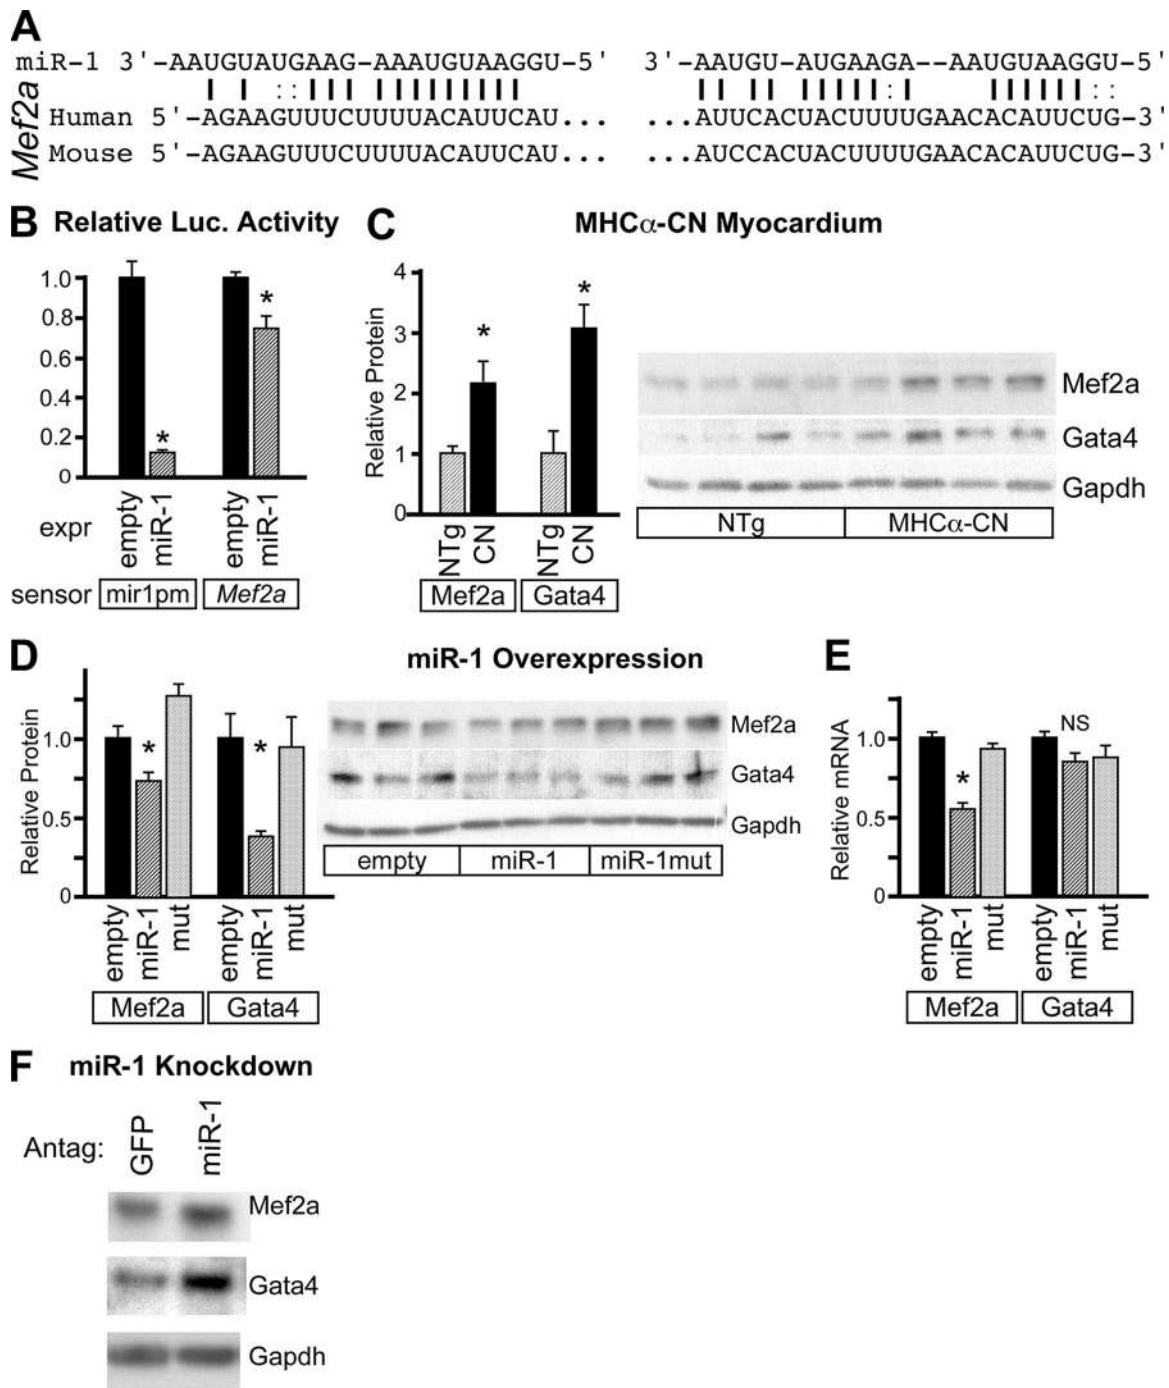 A
miR-1 3'-AAUGUAUGAAG-AAAUGUAAGGU-5' 3'-AAUGU-AUGAAGA--AAUGUAAGGU-5'
Mef2a
Human 5'-AGAAGUUUCUUUUACAUUCAU... ...AUUCACUACUUUUGAACACAUUCUG-3'
Mouse 5'-AGAAGUUUCUUUUACAUUCAU... ...AUCCACUACUUUUGAACACAUUCUG-3'
B Relative Luc. Activity
1.0
0.8
0.6
0.4
0.2
0
* *
expr empty miR-1 empty miR-1
sensor mir1pm Mef2a
C MHCα-CN Myocardium
Relative Protein
4
3
2
1
0
* *
NTg CN NTg CN
Mef2a Gata4
Mef2a
Gata4
Gapdh
NTg MHCα-CN
D miR-1 Overexpression
Relative Protein
1.0
0.5
0
* *
empty miR-1 mut empty miR-1 mut
Mef2a Gata4
Mef2a
Gata4
Gapdh
empty miR-1 miR-1mut
E
Relative mRNA
1.0
0.5
0
* NS
empty miR-1 mut empty miR-1 mut
Mef2a Gata4
F miR-1 Knockdown
Antag: GFP miR-1
Mef2a
Gata4
Gapdh